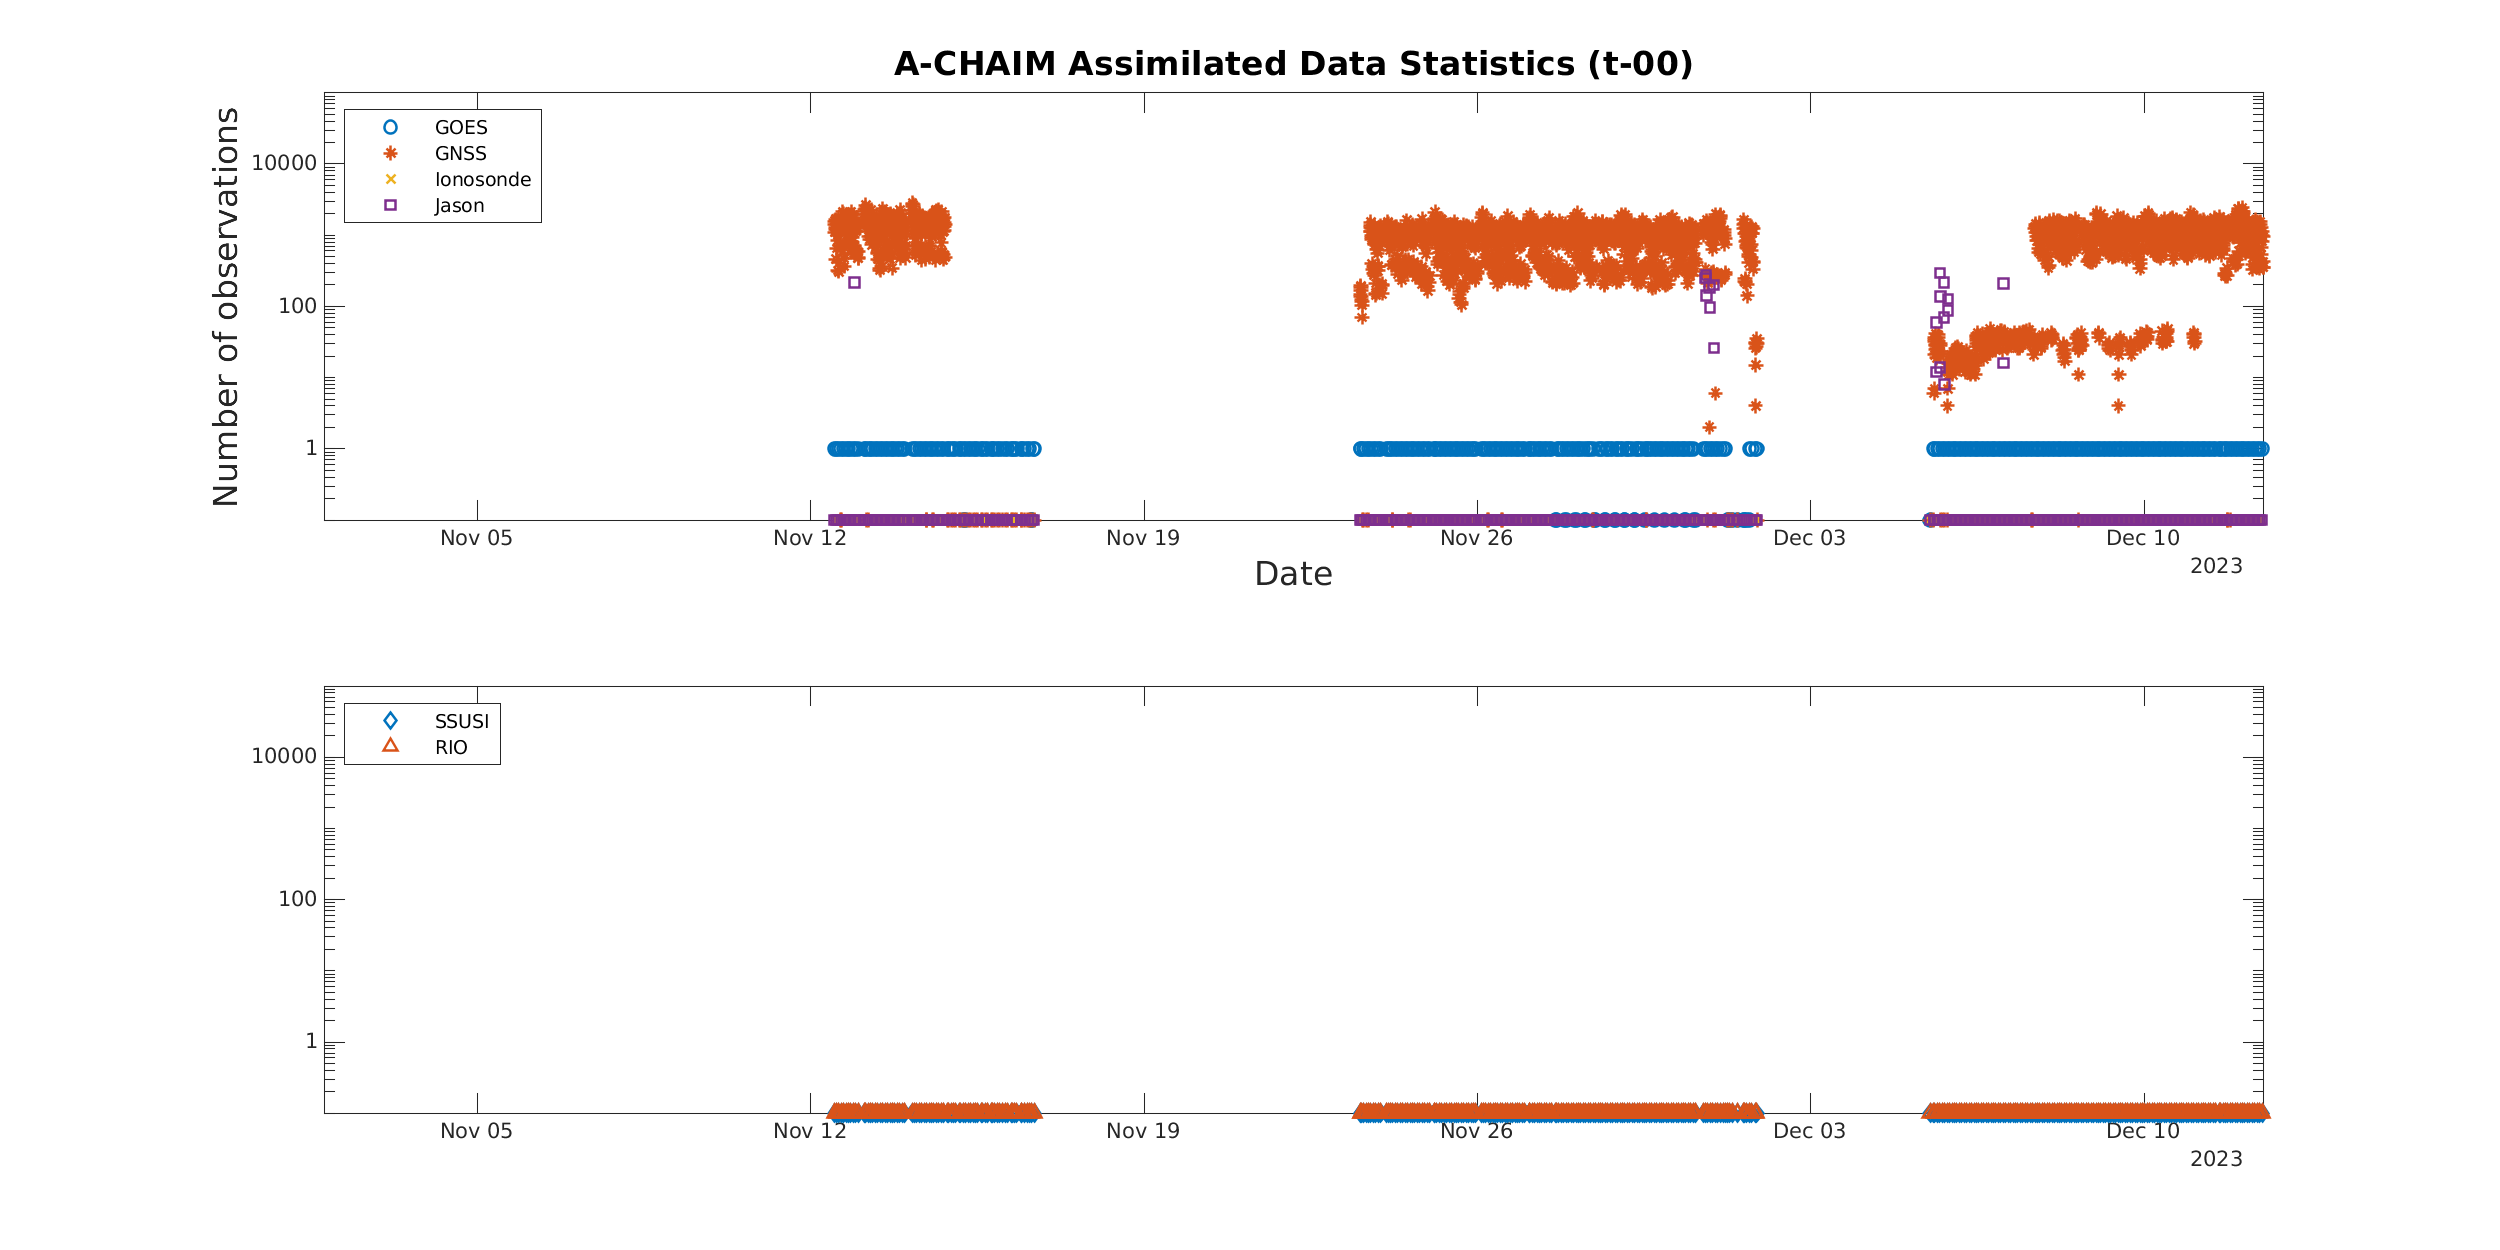 A-CHAIM Assimilated Data Statistics (t-00)
Number of observations
10000
100
1
GOES
GNSS
Ionosonde
Jason
Nov 05 Nov 12 Nov 19 Nov 26 Dec 03 Dec 10
2023
Date
10000
100
1
SSUSI
RIO
Nov 05 Nov 12 Nov 19 Nov 26 Dec 03 Dec 10
2023